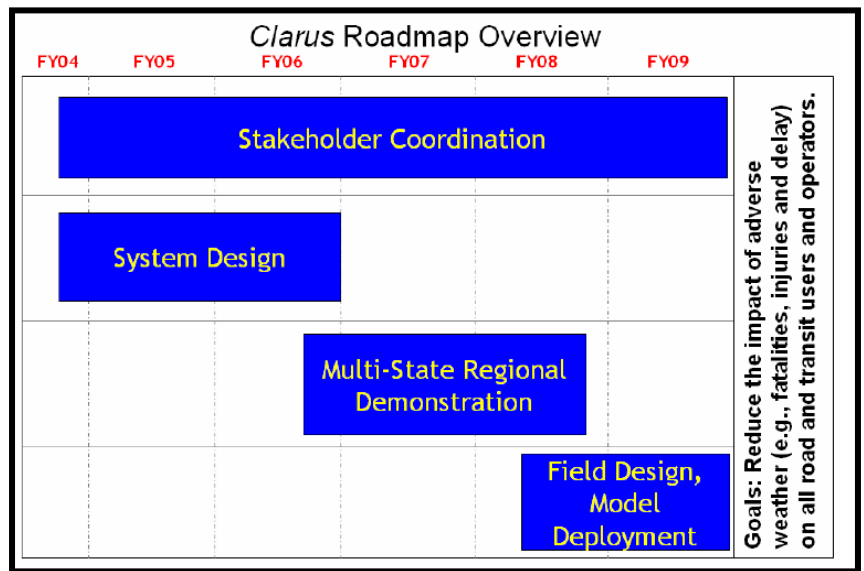 Clarus Roadmap Overview
FY04 FY05 FY06 FY07 FY08 FY09
Stakeholder Coordination
System Design
Multi-State Regional
Demonstration
Field Design,
Model
Deployment
Goals: Reduce the impact of adverse
weather (e.g., fatalities, injuries and delay)
on all road and transit users and operators.